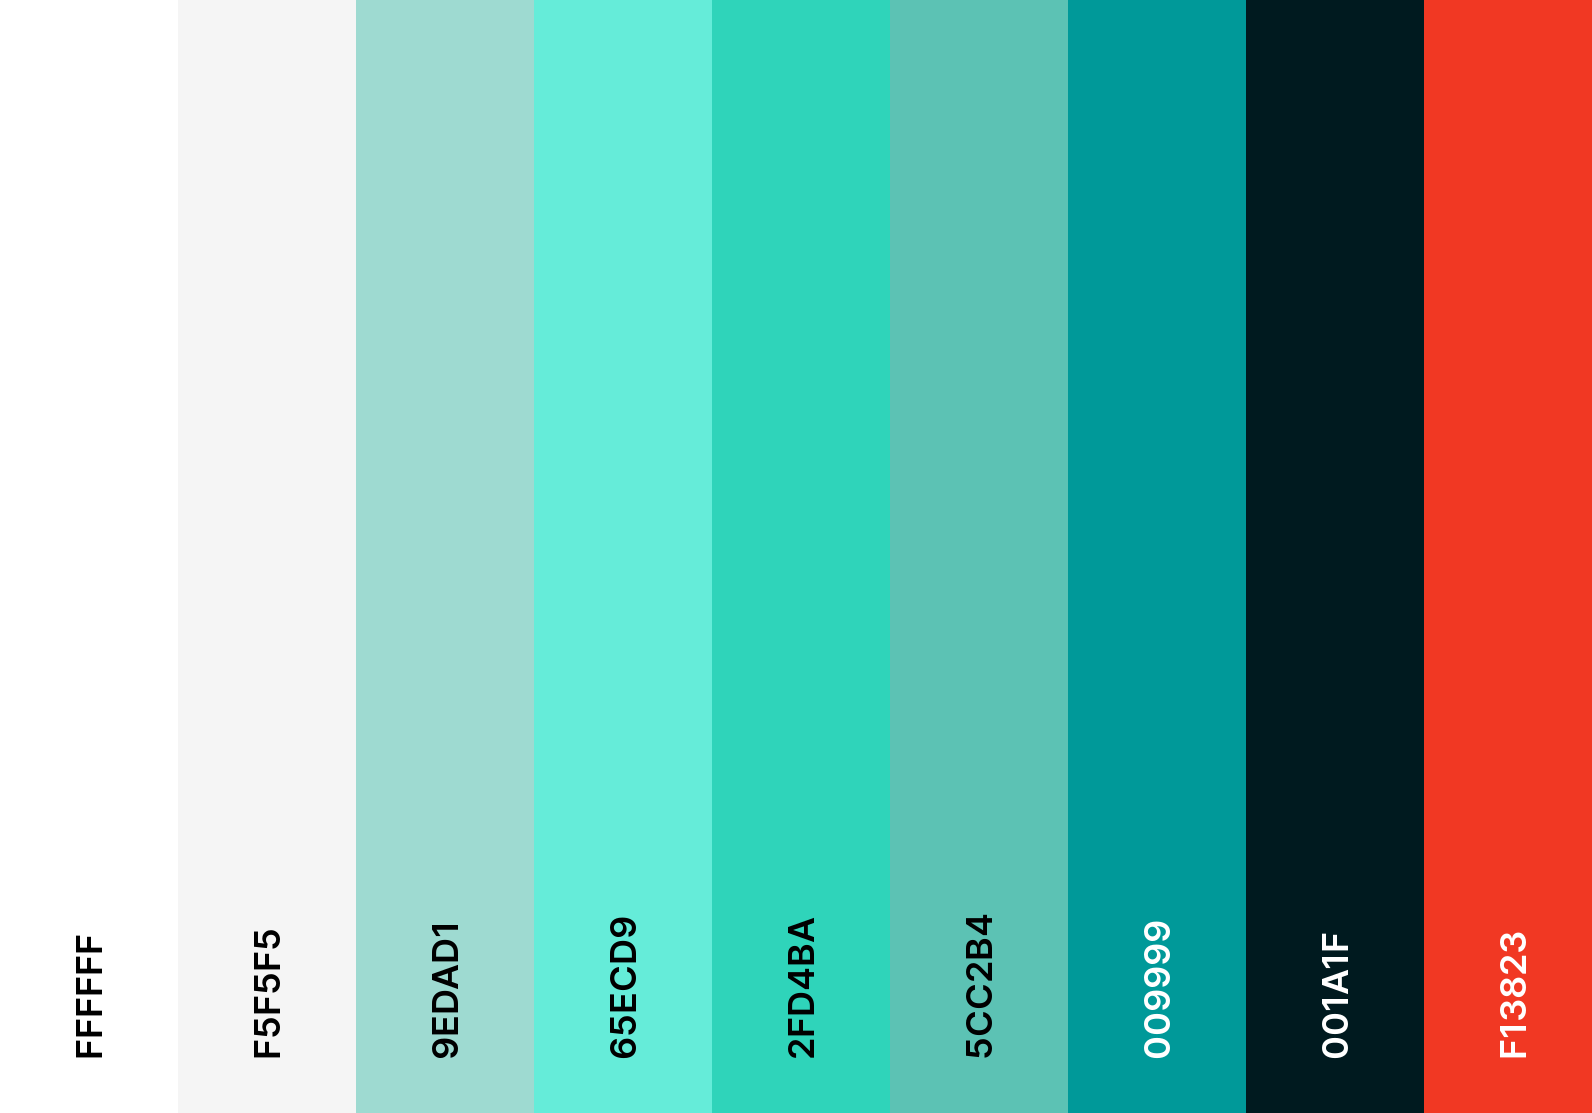 FFFFFF
F5F5F5
9EDAD1
65ECD9
2FD4BA
5CC2B4
009999
001A1F
F13823